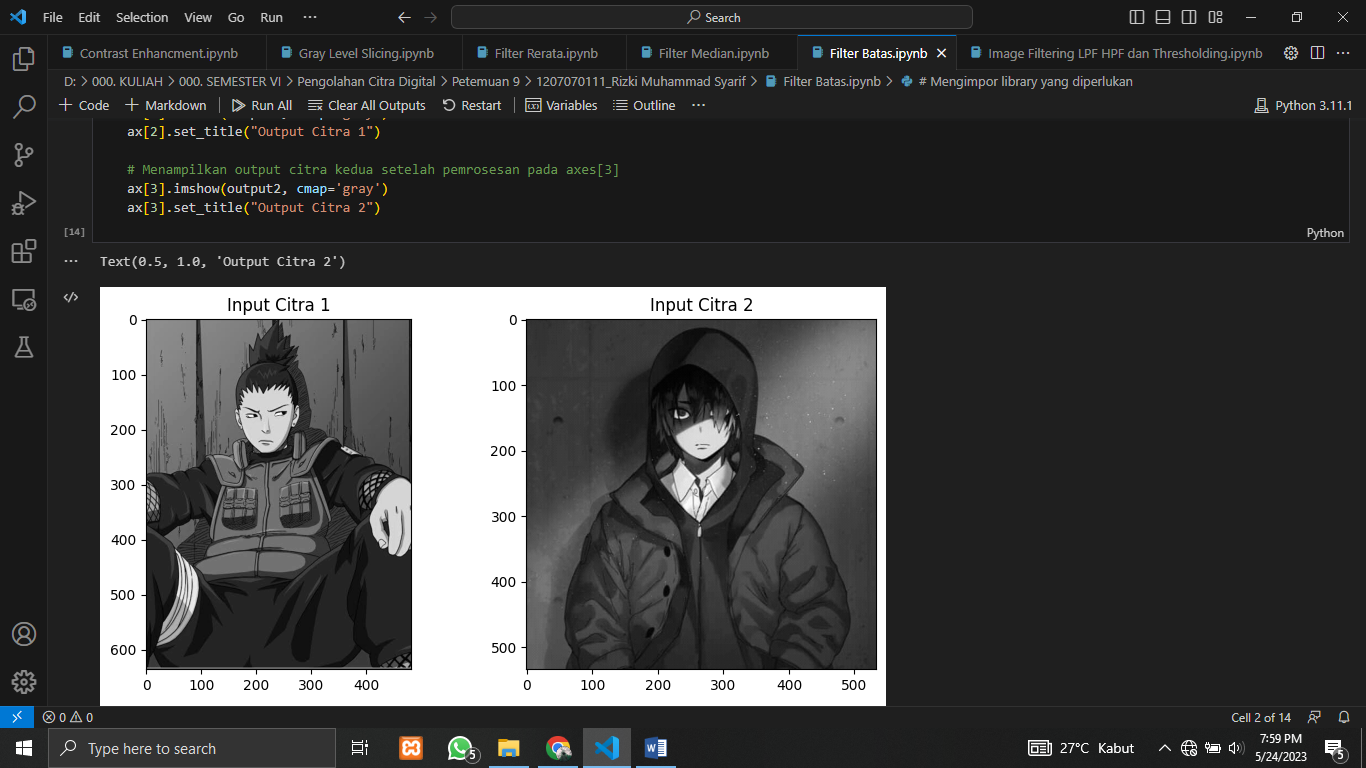 File Edit Selection View Go Run ··· Search
Contrast Enhancment.ipynb Gray Level Slicing.ipynb Filter Rerata.ipynb Filter Median.ipynb Filter Batas.ipynb Image Filtering LPF HPF dan Thresholding.ipynb
D: > 000. KULIAH > 000. SEMESTER VI > Pengolahan Citra Digital > Petemuan 9 > 1207070111_Rizki Muhammad Syarif > Filter Batas.ipynb > # Mengimpor library yang diperlukan
+ Code + Markdown Run All Clear All Outputs Restart Variables Outline ··· Python 3.11.1
ax[2].set_title("Output Citra 1")
# Menampilkan output citra kedua setelah pemrosesan pada axes[3]
ax[3].imshow(output2, cmap='gray')
ax[3].set_title("Output Citra 2")
[14] Python
··· Text(0.5, 1.0, 'Output Citra 2')
Input Citra 1
0
100
200
300
400
500
600
0 100 200 300 400
Input Citra 2
0
100
200
300
400
500
0 100 200 300 400 500
0 0 Cell 2 of 14
Type here to search 5 27°C Kabut 7:59 PM
5/24/2023 5